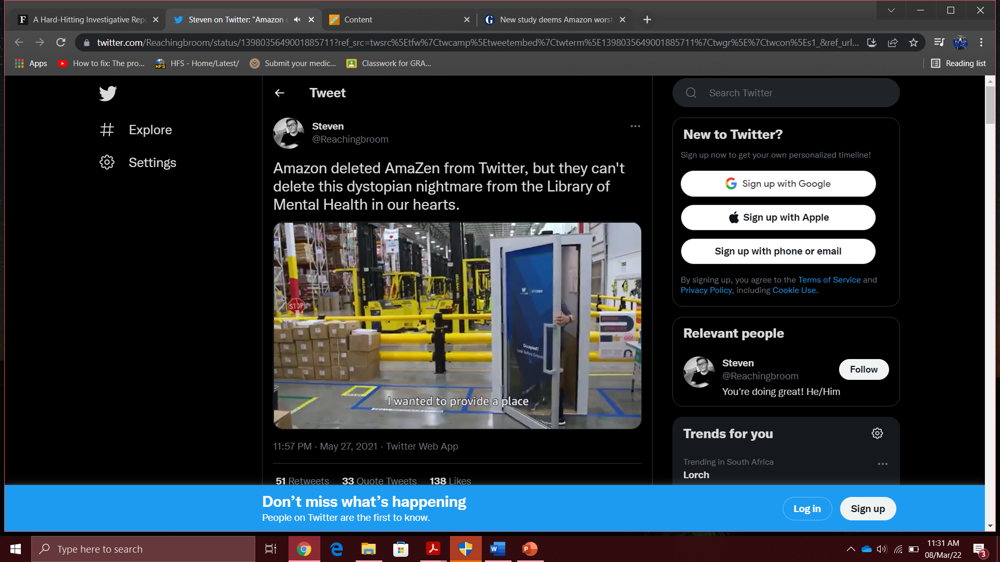 A Hard-Hitting Investigative Rep
Steven on Twitter: "Amazon
Content
New study deems Amazon worst
twitter.com/Reachingbroom/status/1398035649001885711?ref_src=twsrc%5Etfw%7Ctwcamp%5Etweetembed%7Ctwterm%5E1398035649001885711%7Ctwgr%5E%7Ctwcon%5Es1_&ref_url...
Apps
How to fix: The pro...
HFS - Home/Latest/
Submit your medic...
Classwork for GRA...
Reading list
Explore
Settings
Tweet
Steven
@Reachingbroom
Amazon deleted AmaZen from Twitter, but they can't
delete this dystopian nightmare from the Library of
Mental Health in our hearts.
STOP
HYSTER
HYSTER
amazen
Occupied?
Look Before Entering
GO!
I wanted to provide a place
11:57 PM · May 27, 2021 · Twitter Web App
51 Retweets 33 Quote Tweets 138 Likes
Search Twitter
New to Twitter?
Sign up now to get your own personalized timeline!
Sign up with Google
Sign up with Apple
Sign up with phone or email
By signing up, you agree to the Terms of Service and
Privacy Policy, including Cookie Use.
Relevant people
Steven
@Reachingbroom
You're doing great! He/Him
Follow
Trends for you
Trending in South Africa
Lorch
Don’t miss what’s happening
People on Twitter are the first to know.
Log in
Sign up
Type here to search
11:31 AM
08/Mar/22
3